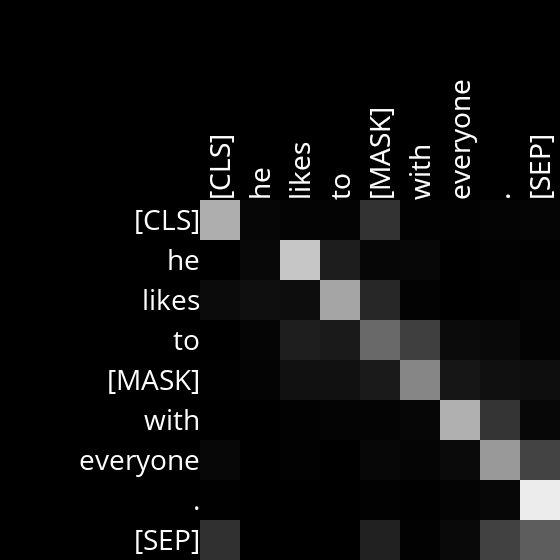 [CLS] he likes to [MASK] with everyone . [SEP]
[CLS]
he
likes
to
[MASK]
with
everyone
.
[SEP]